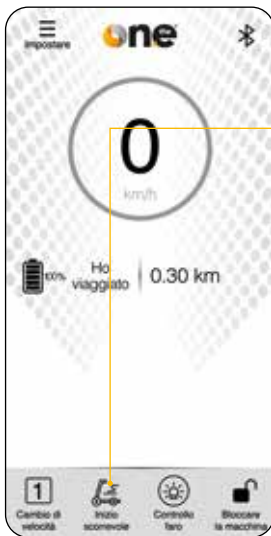 one
Impostare
0
km/h
100%
Ho
viaggiato
0.30 km
1
Cambio di
velocità
Inizio
scorrevole
Controllo
faro
Bloccare
la macchina